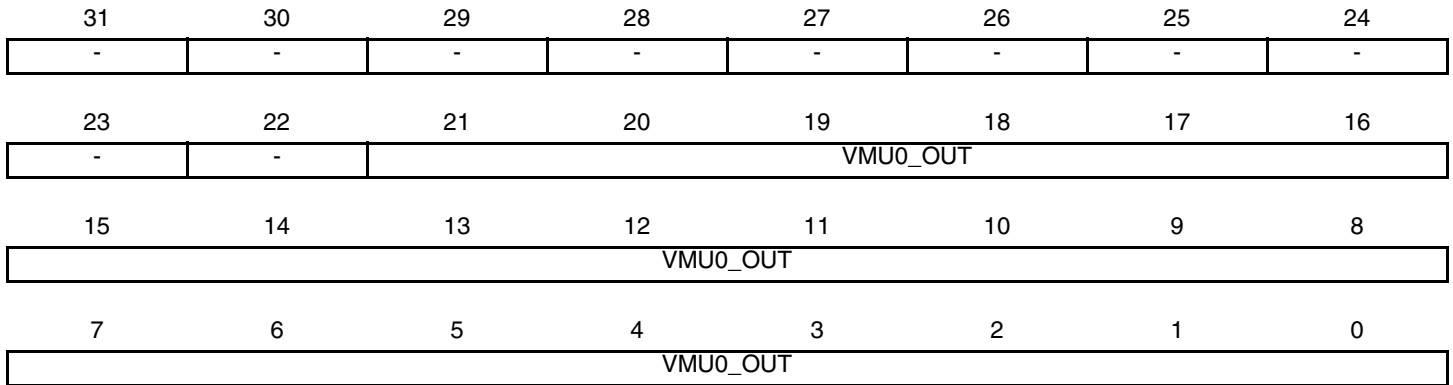 31 30 29 28 27 26 25 24
- - - - - - - -
23 22 21 20 19 18 17 16
- - VMU0_OUT
15 14 13 12 11 10 9 8
VMU0_OUT
7 6 5 4 3 2 1 0
VMU0_OUT